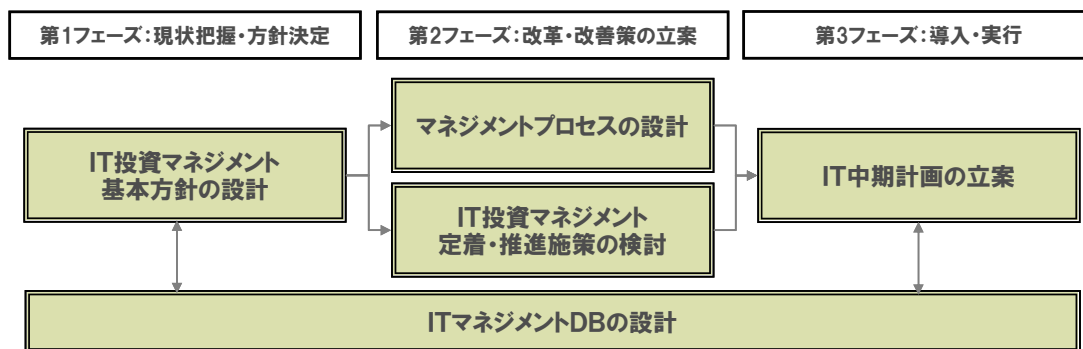 第1フェーズ:現状把握・方針決定
第2フェーズ:改革・改善策の立案
第3フェーズ:導入・実行
マネジメントプロセスの設計
IT投資マネジメント
基本方針の設計
IT中期計画の立案
IT投資マネジメント
定着・推進施策の検討
ITマネジメントDBの設計